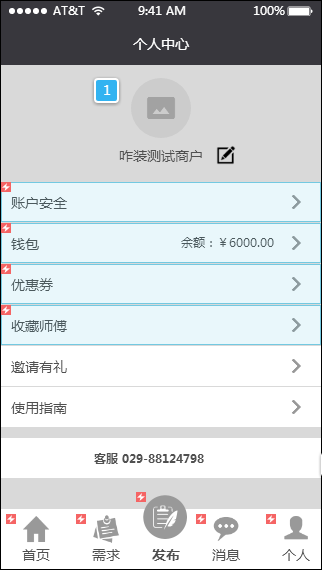 AT&T 9:41 AM 100%
个人中心
1
咋装测试商户
账户安全
钱包 余额：￥6000.00
优惠券
收藏师傅
邀请有礼
使用指南
客服 029-88124798
首页 需求 发布 消息 个人